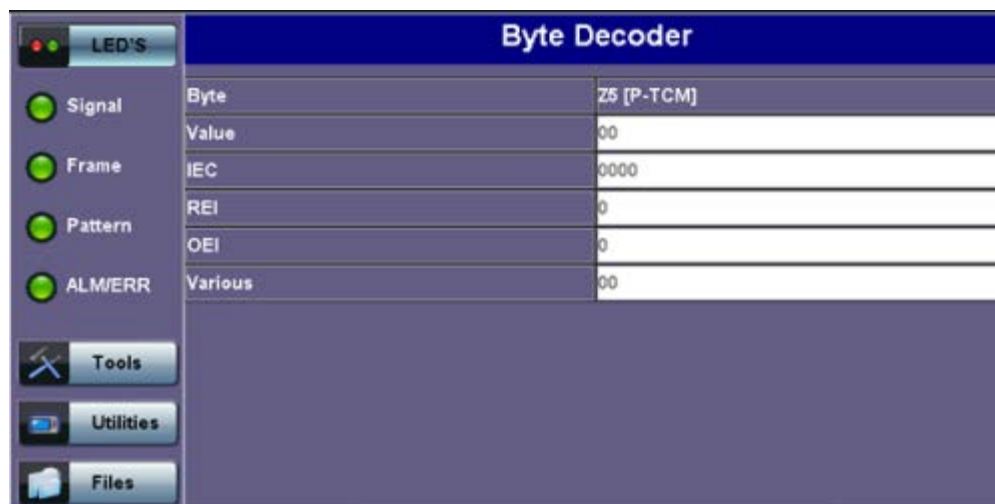 LED'S
Byte Decoder
Signal
Frame
Pattern
ALM/ERR
Tools
Utilities
Files
Byte Z5 [P-TCM]
Value 00
IEC 0000
REI 0
OEI 0
Various 00